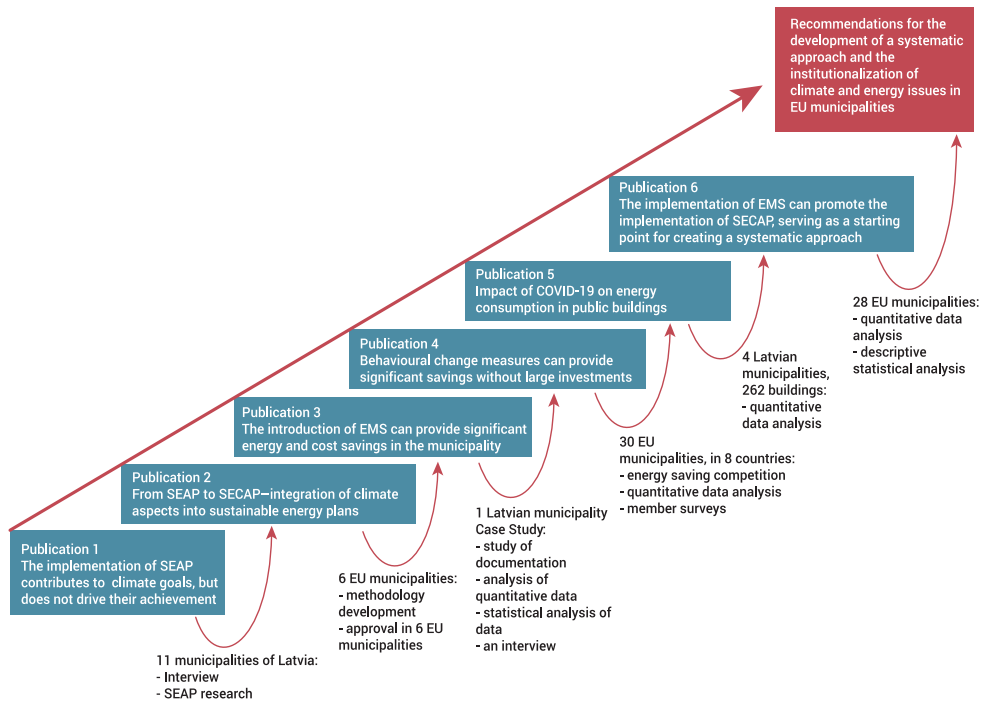 Recommendations for the
development of a systematic
approach and the
institutionalization of
climate and energy issues in
EU municipalities
Publication 6
The implementation of EMS can promote the
implementation of SECAP, serving as a starting
point for creating a systematic approach
Publication 5
Impact of COVID-19 on energy
consumption in public buildings
28 EU municipalities:
- quantitative data
analysis
- descriptive
statistical analysis
Publication 4
Behavioural change measures can provide
significant savings without large investments
4 Latvian
municipalities,
262 buildings:
- quantitative
data analysis
Publication 3
The introduction of EMS can provide significant
energy and cost savings in the municipality
30 EU
municipalities, in 8 countries:
- energy saving competition
- quantitative data analysis
- member surveys
Publication 2
From SEAP to SECAP—integration of climate
aspects into sustainable energy plans
1 Latvian municipality
Case Study:
- study of
documentation
- analysis of
quantitative data
- statistical analysis of
data
- an interview
Publication 1
The implementation of SEAP
contributes to climate goals, but
does not drive their achievement
6 EU municipalities:
- methodology
development
- approval in 6 EU
municipalities
11 municipalities of Latvia:
- Interview
- SEAP research